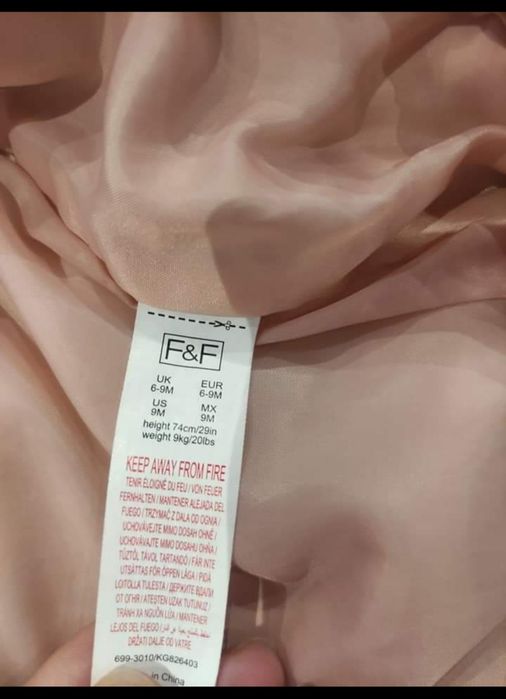 F&F
UK EUR
6-9M 6-9M
US MX
9M 9M
height 74cm/29in
weight 9kg/20lbs
KEEP AWAY FROM FIRE
TENIR ÉLOIGNÉ DU FEU / VON FEUER
FERNHALTEN / MANTENER ALEJADA DEL
FUEGO / TRZYMAĆ Z DALA OD OGNIA /
UCHOVÁVEJTE MIMO DOSAH OHNĚ /
UCHOVÁVAJTE MIMO DOSAHU OHŇA /
TŰZTŐL TÁVOL TARTANDÓ / FÅR INTE
UTSÄTTAS FÖR ÖPPEN LÅGA / PIDÄ
LOITOLLA TULESTA / ДЕРЖИТЕ ВДАЛИ
ОТ ОГНЯ / ATEŞTEN UZAK TUTUNUZ /
TRÁNH XA NGUỒN LỬA / MANTENER
LEJOS DEL FUEGO /
DRŽATI DALJE OD VATRE
699-3010/KG826403
in China